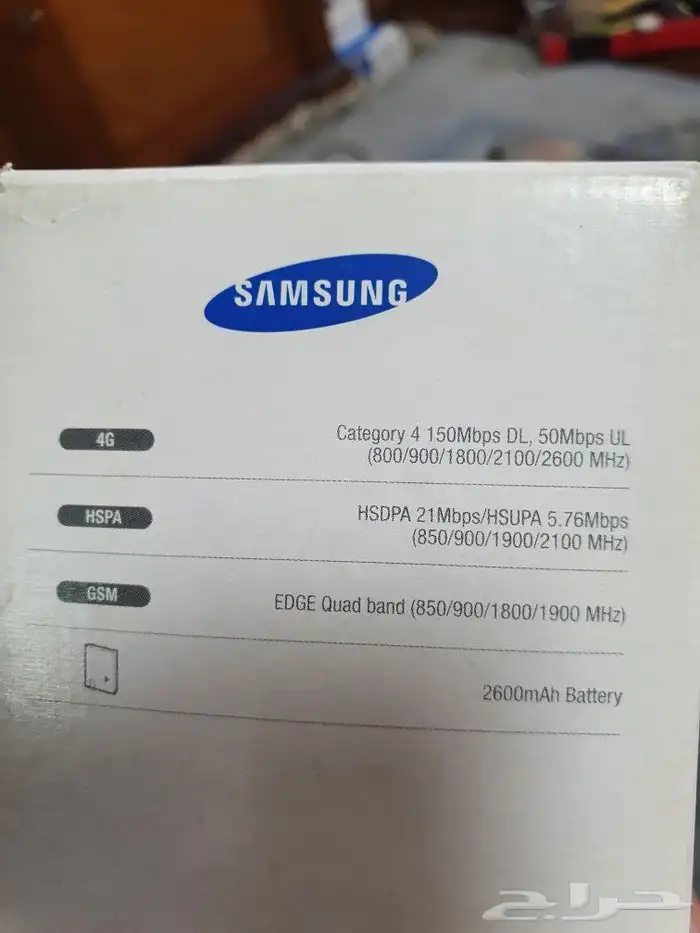 SAMSUNG
4G
Category 4 150Mbps DL, 50Mbps UL
(800/900/1800/2100/2600 MHz)
HSPA
HSDPA 21Mbps/HSUPA 5.76Mbps
(850/900/1900/2100 MHz)
GSM
EDGE Quad band (850/900/1800/1900 MHz)
2600mAh Battery
حراج